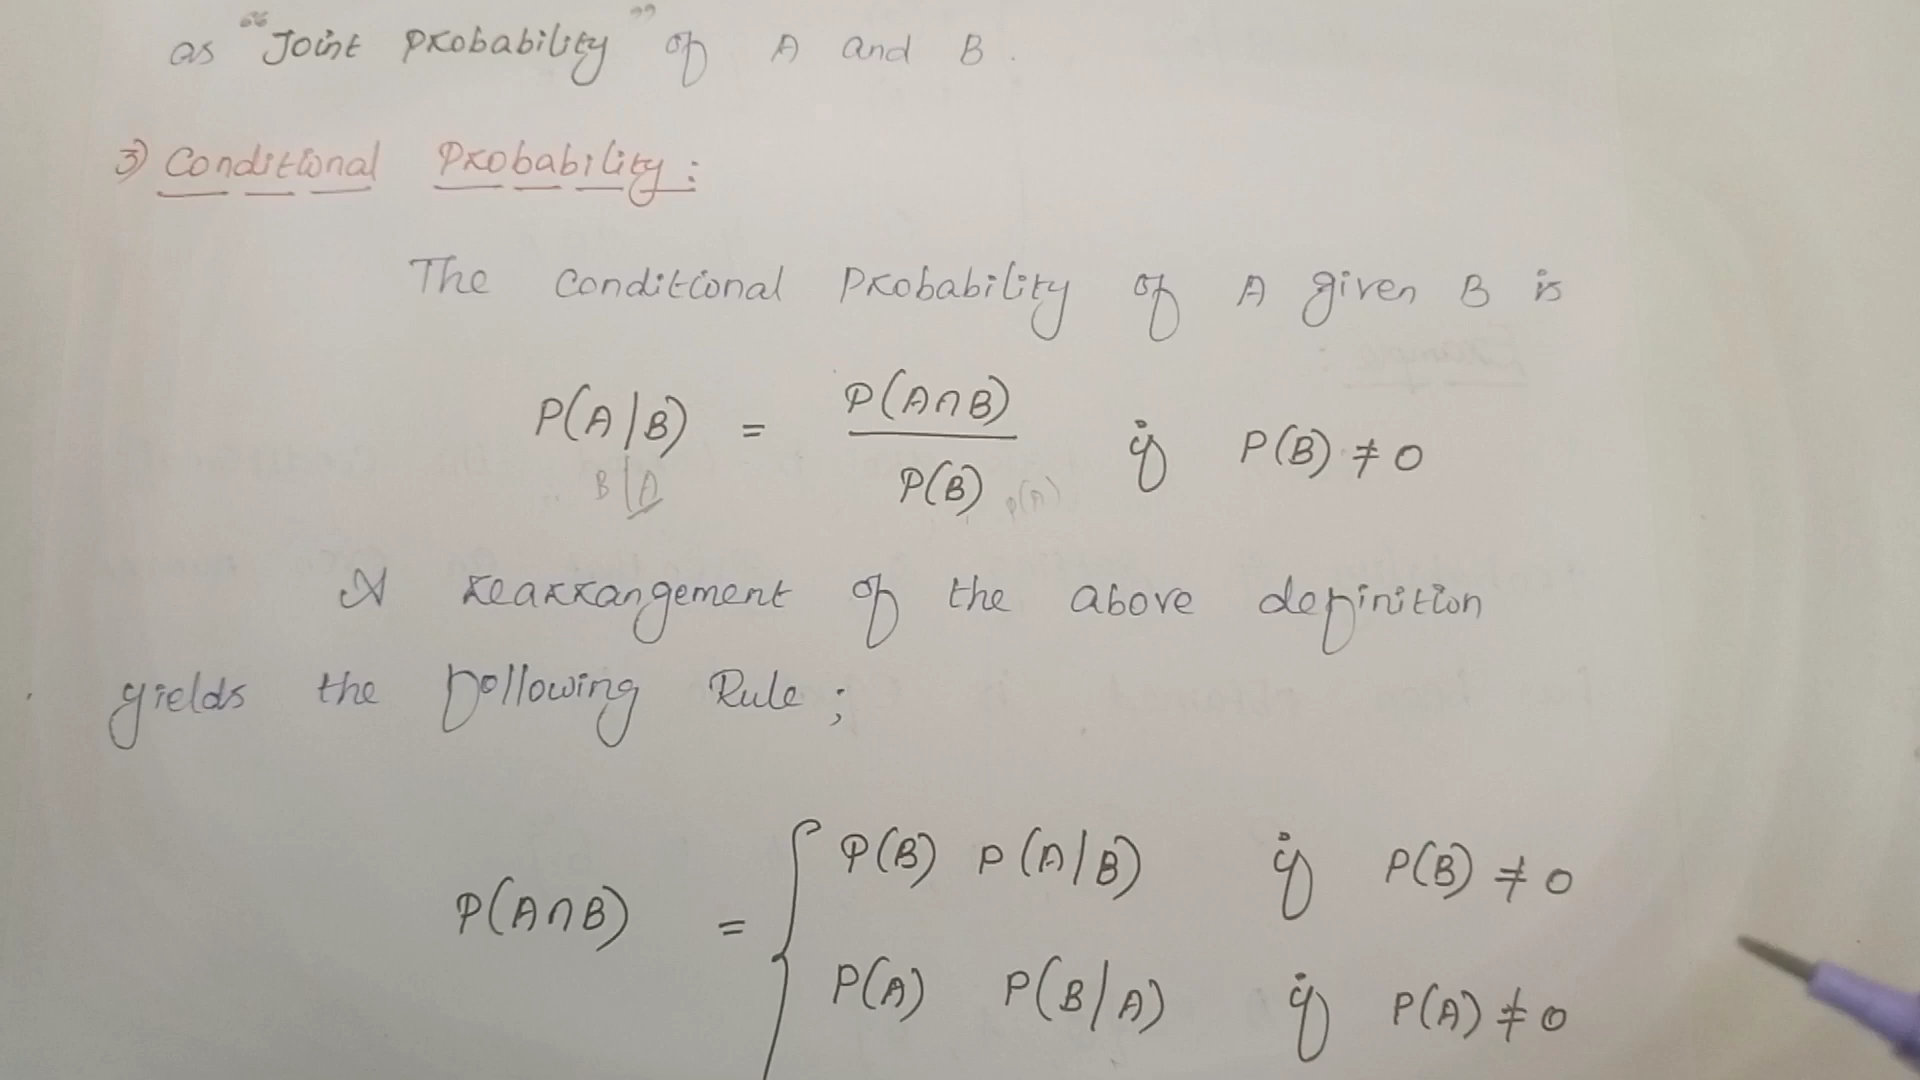 as "Joint Probability" of A and B.
3) Conditional Probability :
The Conditional Probability of A given B is
P(A|B) = P(A∩B) / P(B) if P(B) ≠ 0
B|A P(A)
A rearrangement of the above definition
yields the following Rule ;
P(A∩B) = { P(B) P(A|B) if P(B) ≠ 0
P(A) P(B|A) if P(A) ≠ 0